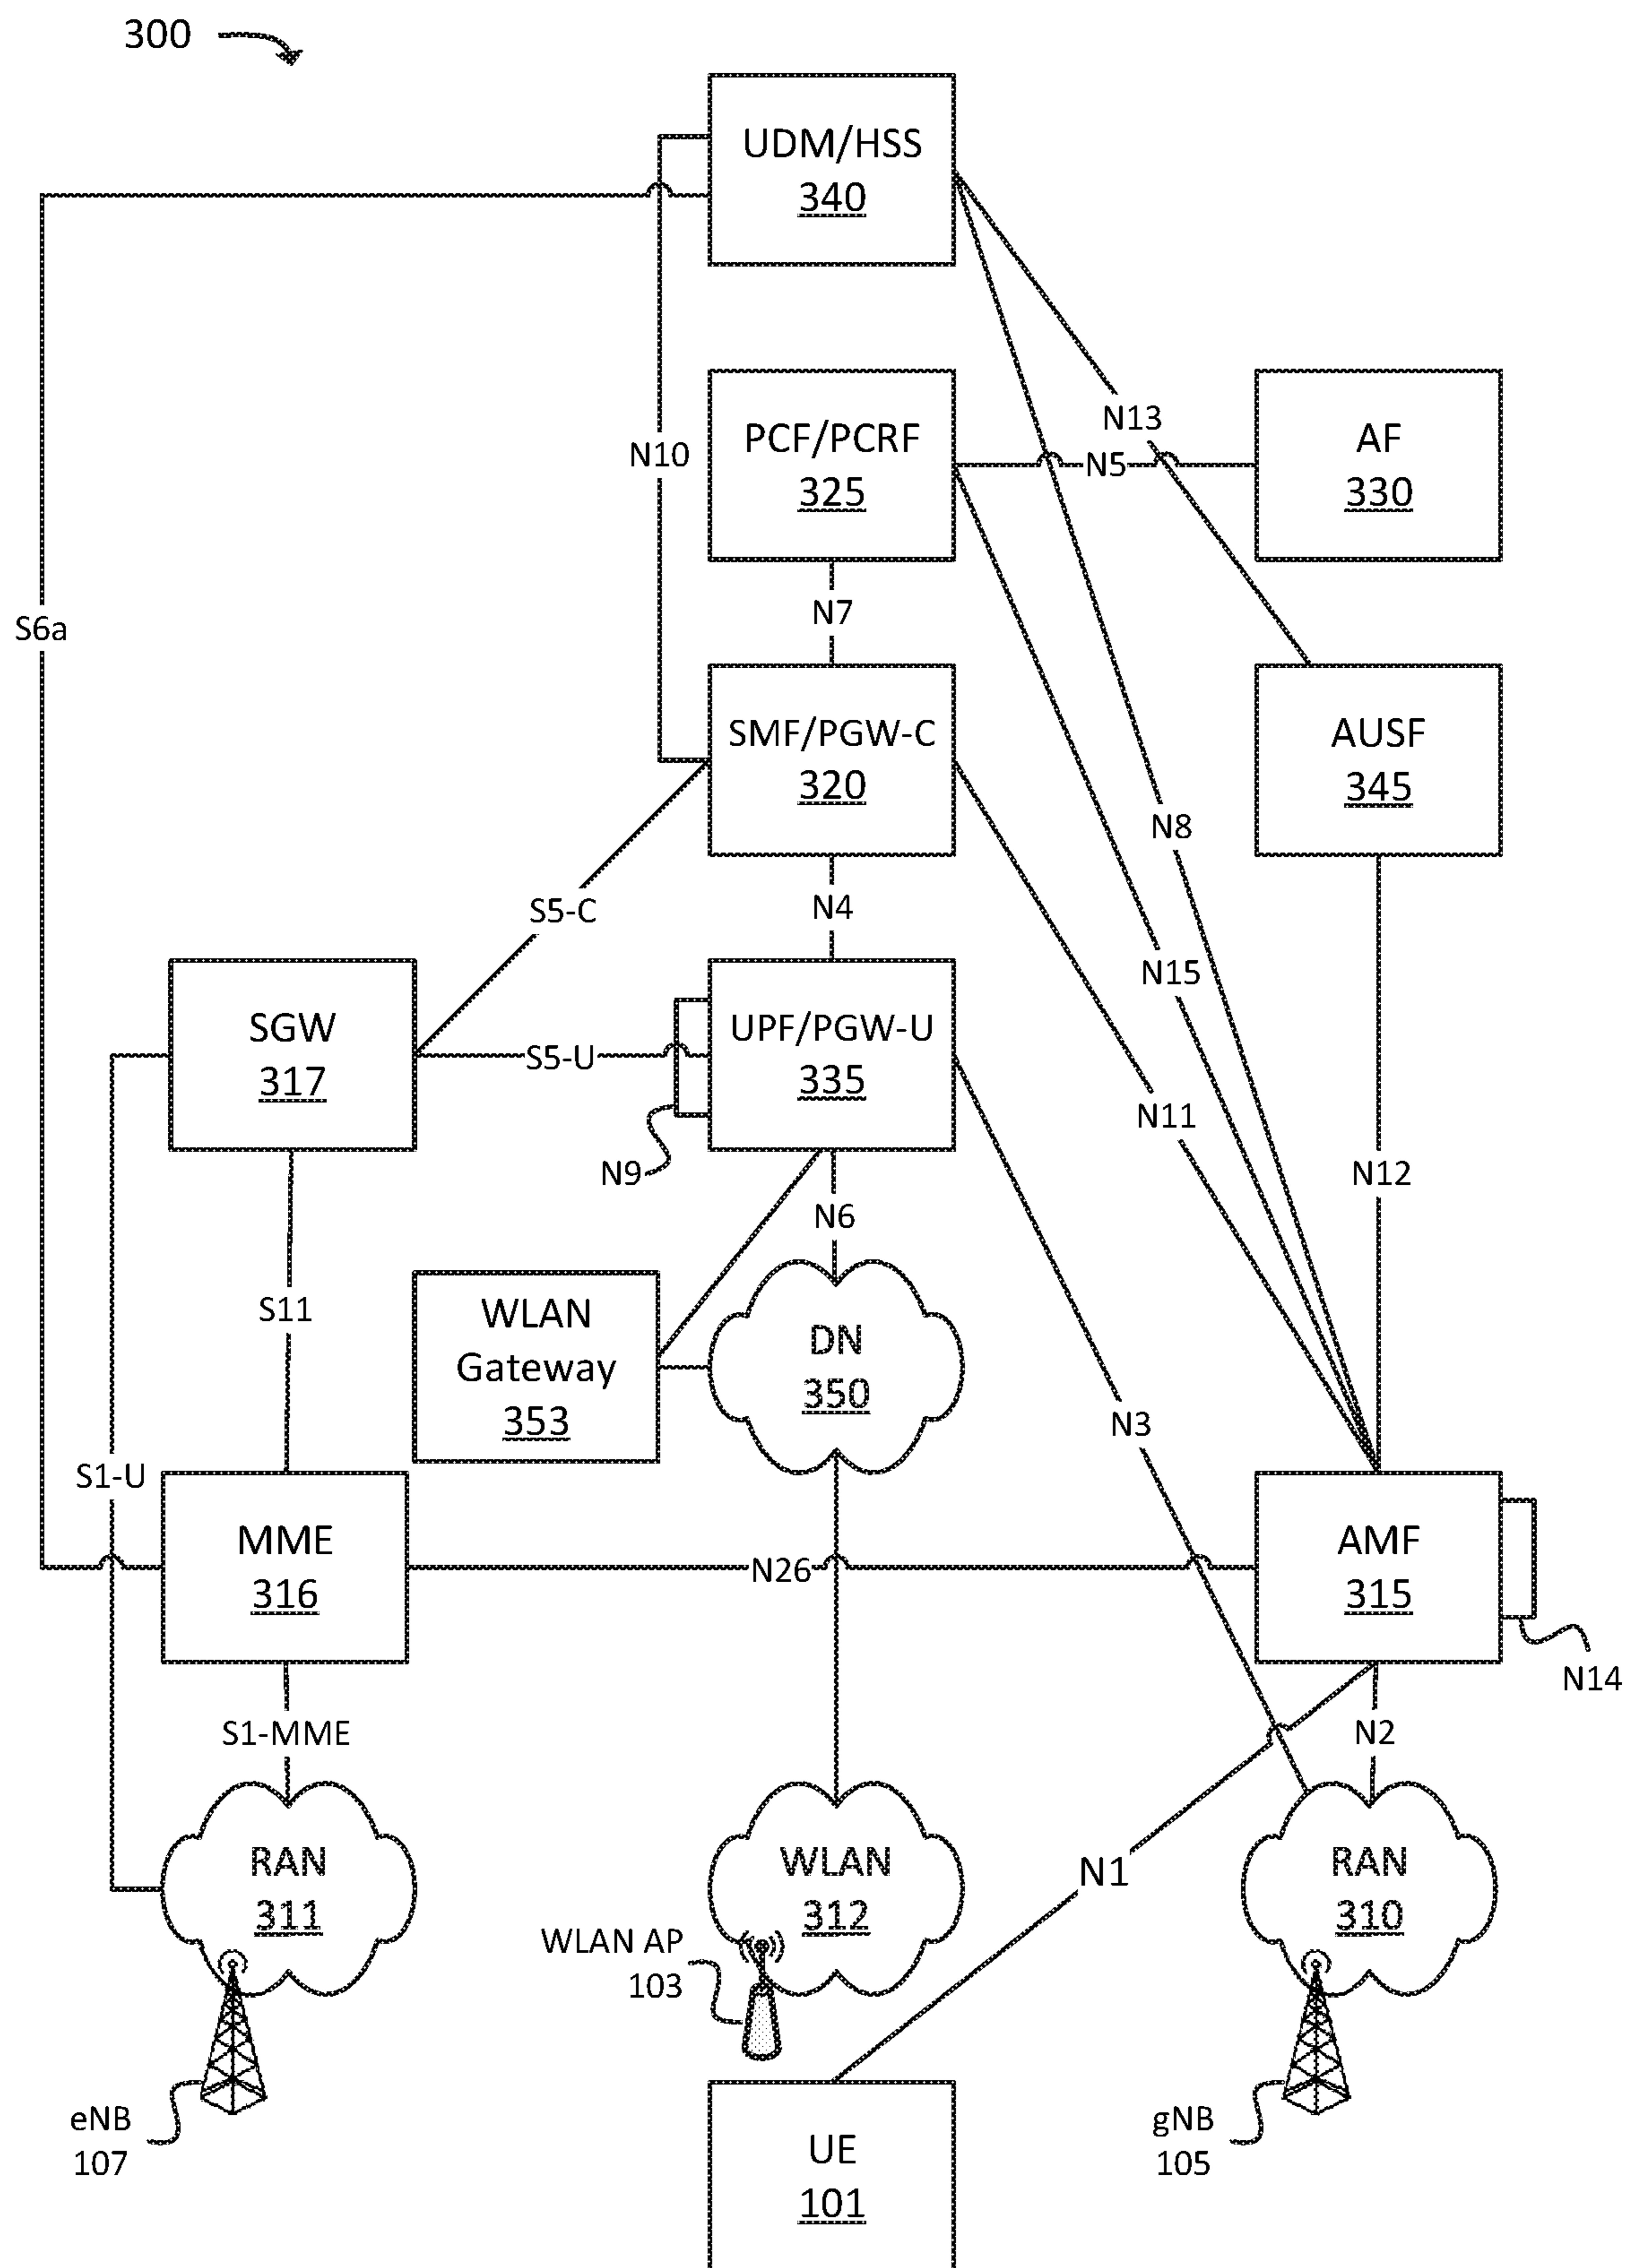 300
UDM/HSS
340
N13
PCF/PCRF
325
N5
AF
330
N10
N7
S6a
SMF/PGW-C
320
AUSF
345
N8
S5-C
N4
N15
SGW
317
S5-U
UPF/PGW-U
335
N11
N9
N12
N6
S11
WLAN
Gateway
353
DN
350
N3
S1-U
MME
316
N26
AMF
315
N14
S1-MME
N2
RAN
311
WLAN
312
N1
RAN
310
WLAN AP
103
eNB
107
gNB
105
UE
101